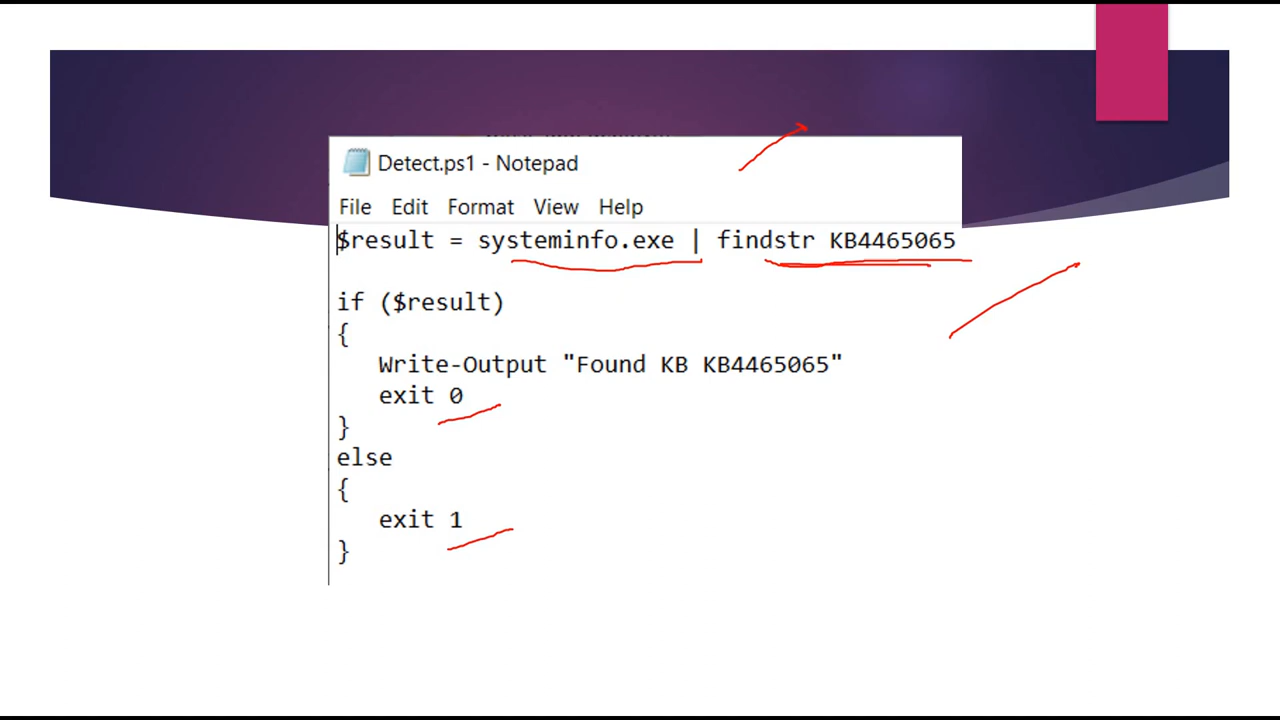 Detect.ps1 - Notepad
File Edit Format View Help
$result = systeminfo.exe | findstr KB4465065
if ($result)
{
Write-Output "Found KB KB4465065"
exit 0
}
else
{
exit 1
}